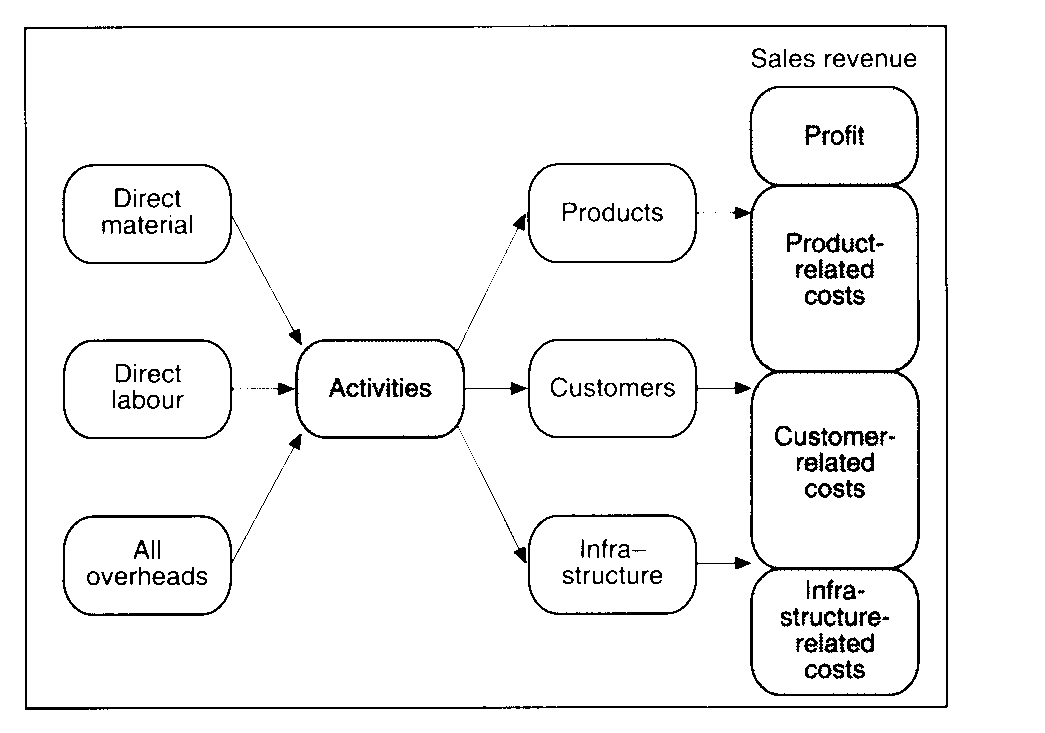 Sales revenue
Profit
Direct
material
Products
Product-
related
costs
Direct
labour
Activities
Customers
Customer-
related
costs
All
overheads
Infra–
structure
Infra-
structure-
related
costs